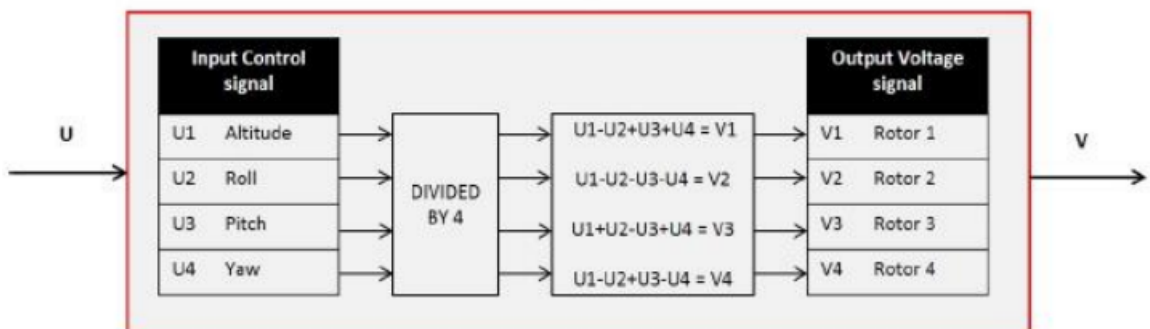 Input Control
signal
Output Voltage
signal
U
U1 Altitude
U2 Roll
U3 Pitch
U4 Yaw
DIVIDED
BY 4
U1-U2+U3+U4 = V1
U1-U2-U3-U4 = V2
U1+U2-U3+U4 = V3
U1-U2+U3-U4 = V4
V1 Rotor 1
V2 Rotor 2
V3 Rotor 3
V4 Rotor 4
V